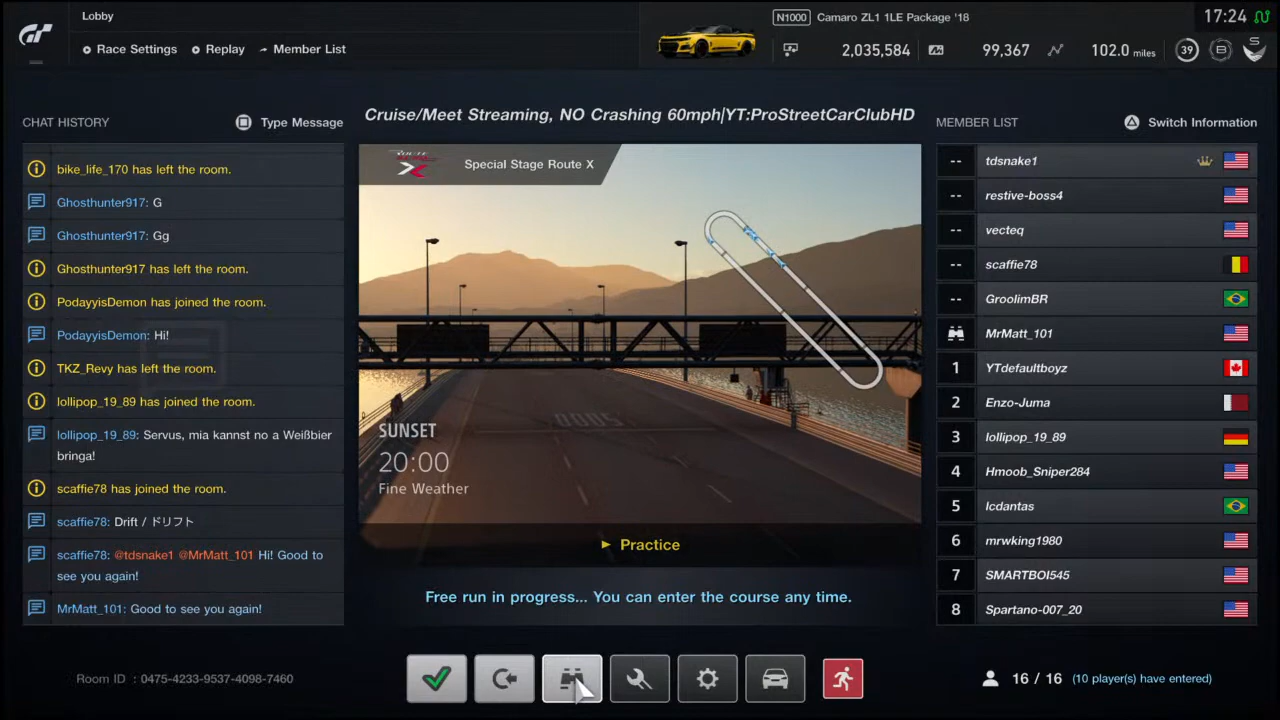 Lobby
Race Settings
Replay
Member List
N1000
Camaro ZL1 1LE Package '18
2,035,584
99,367
102.0 miles
39
B
S
17:24
CHAT HISTORY
Type Message
bike_life_170 has left the room.
Ghosthunter917: G
Ghosthunter917: Gg
Ghosthunter917 has left the room.
PodayyisDemon has joined the room.
PodayyisDemon: Hi!
TKZ_Revy has left the room.
lollipop_19_89 has joined the room.
lollipop_19_89: Servus, mia kannst no a Weißbier
bringa!
scaffie78 has joined the room.
scaffie78: Drift / ドリフト
scaffie78: @tdsnake1 @MrMatt_101 Hi! Good to
see you again!
MrMatt_101: Good to see you again!
Room ID : 0475-4233-9537-4098-7460
Cruise/Meet Streaming, NO Crashing 60mph|YT:ProStreetCarClubHD
Special Stage Route X
SUNSET
20:00
Fine Weather
Practice
Free run in progress... You can enter the course any time.
MEMBER LIST
Switch Information
-- tdsnake1
-- restive-boss4
-- vecteq
-- scaffie78
-- GroolimBR
MrMatt_101
1 YTdefaultboyz
2 Enzo-Juma
3 lollipop_19_89
4 Hmoob_Sniper284
5 lcdantas
6 mrwking1980
7 SMARTBOI545
8 Spartano-007_20
16 / 16 (10 player(s) have entered)